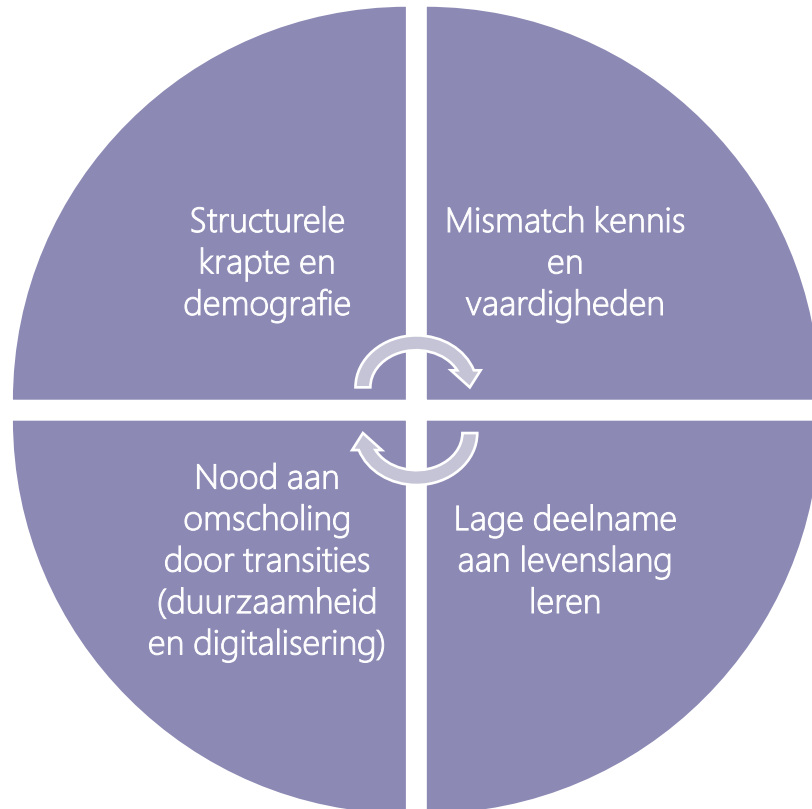 Structurele
krapte en
demografie
Mismatch kennis
en
vaardigheden
Nood aan
omscholing
door transities
(duurzaamheid
en digitalisering)
Lage deelname
aan levenslang
leren